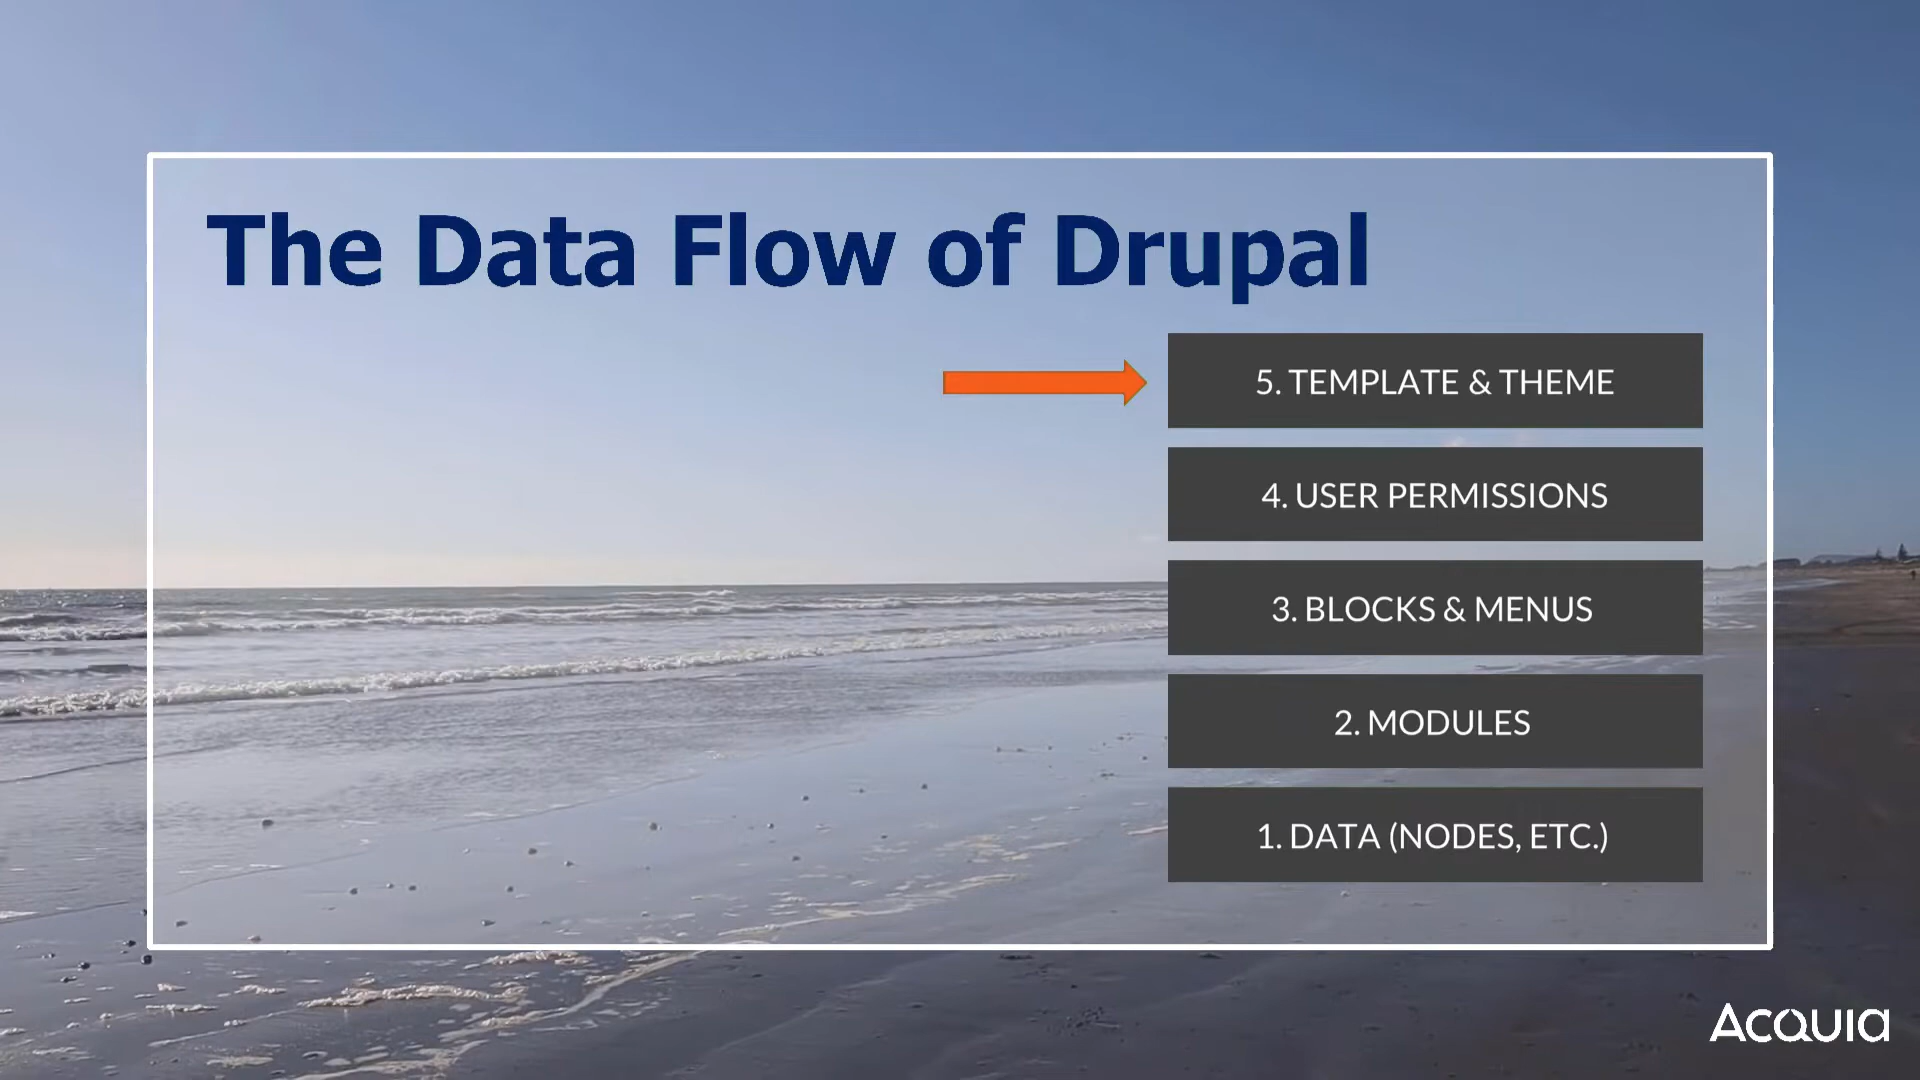 The Data Flow of Drupal
5. TEMPLATE & THEME
4. USER PERMISSIONS
3. BLOCKS & MENUS
2. MODULES
1. DATA (NODES, ETC.)
ACQUIA